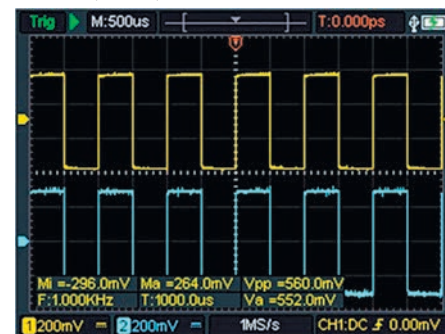 Trig M:500us T:0.000ps
T
Mi =-296.0mV Ma =264.0mV Vpp =560.0mV
F:1.000KHz T:1000.0us Va =552.0mV
1 200mV 2 200mV 1MS/s CH1:DC 0.00mV